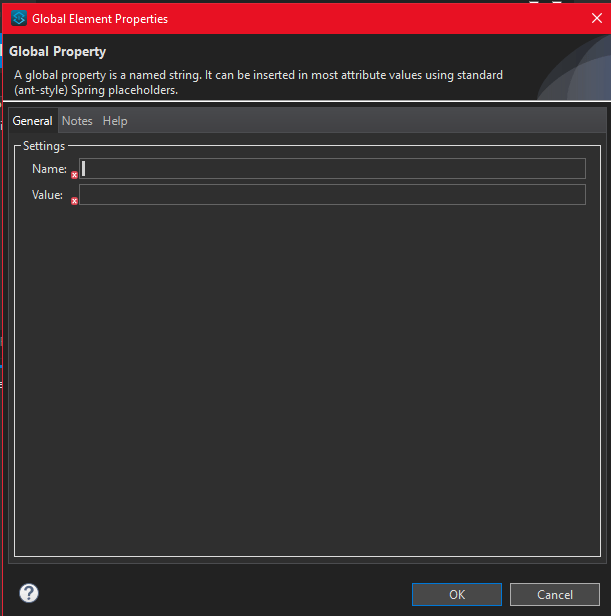 Global Element Properties
Global Property
A global property is a named string. It can be inserted in most attribute values using standard
(ant-style) Spring placeholders.
General Notes Help
Settings
Name:
Value:
OK Cancel